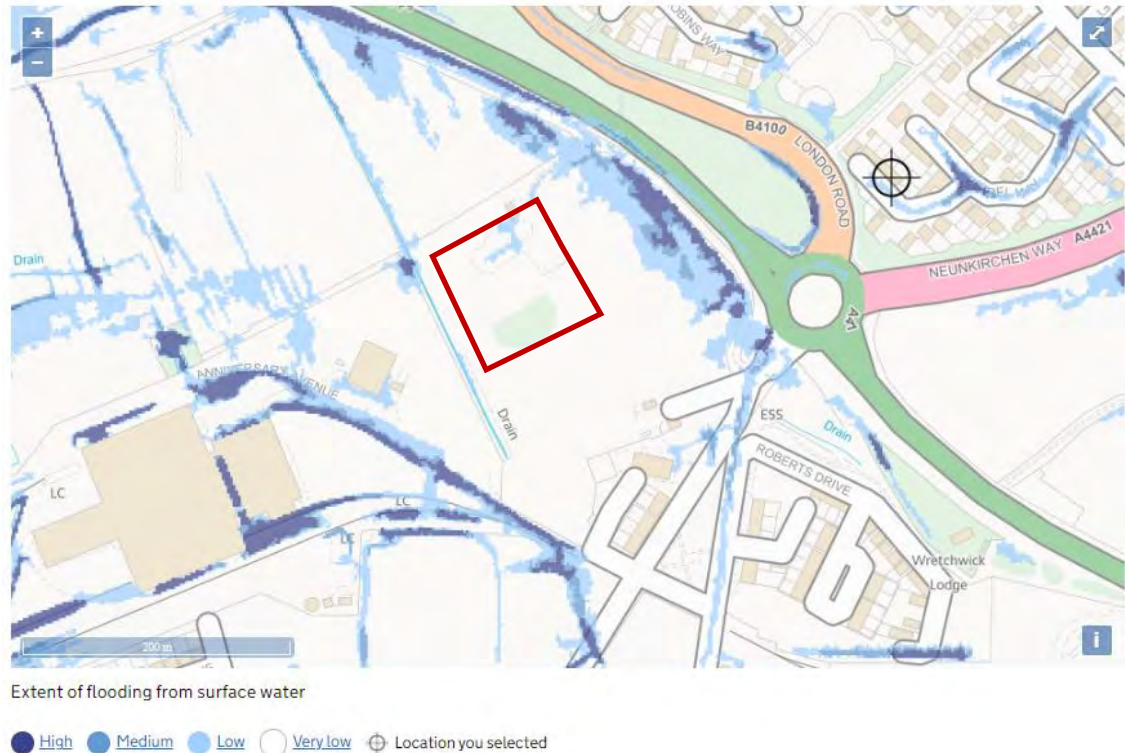 +
−
OBINS WAY
B4100
LONDON
ROAD
NEUNKIRCHEN WAY
A4421
A41
Drain
ANNIVERSARY AVENUE
Drain
ESS
Drain
ROBERTS DRIVE
LC
LC
LC
Wretchwick
Lodge
200 m
i
Extent of flooding from surface water
High Medium Low Very low Location you selected